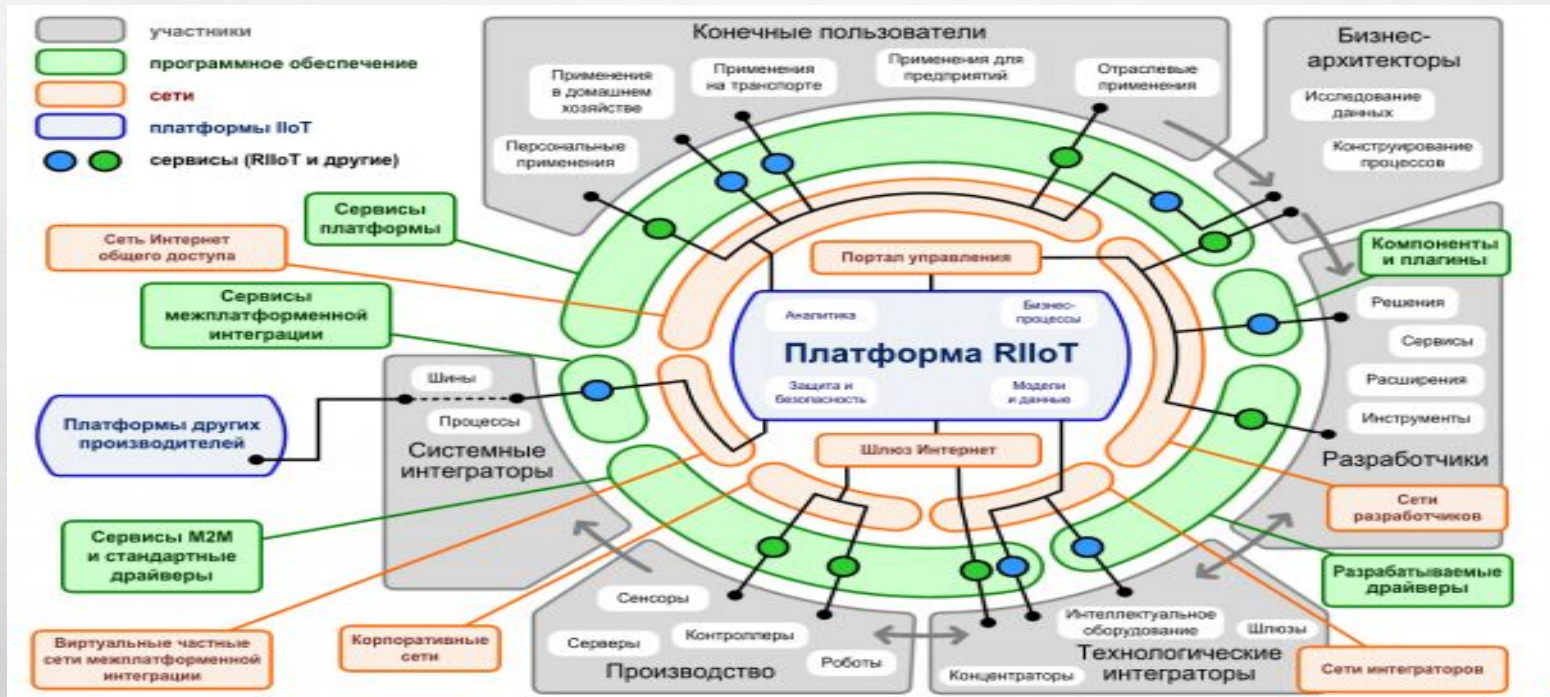 участники
программное обеспечение
сети
платформы IIoT
сервисы (RIIoT и другие)
Конечные пользователи
Применения
в домашнем
хозяйстве
Применения
на транспорте
Применения для
предприятий
Отраслевые
применения
Персональные
применения
Бизнес-
архитекторы
Исследование
данных
Конструирование
процессов
Сервисы
платформы
Сеть Интернет
общего доступа
Сервисы
межплатформенной
интеграции
Портал управления
Компоненты
и плагины
Аналитика
Бизнес-
процессы
Платформа RIIoT
Защита и
безопасность
Модели
и данные
Шлюз Интернет
Решения
Сервисы
Расширения
Инструменты
Разработчики
Шины
Процессы
Системные
интеграторы
Платформы других
производителей
Сети
разработчиков
Сервисы M2M
и стандартные
драйверы
Разрабатываемые
драйверы
Виртуальные частные
сети межплатформенной
интеграции
Корпоративные
сети
Сенсоры
Серверы
Контроллеры
Роботы
Производство
Интеллектуальное
оборудование
Шлюзы
Технологические
интеграторы
Концентраторы
Сети интеграторов